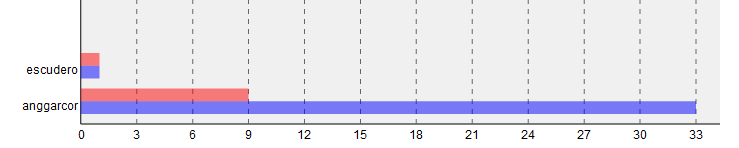 escudero
anggarcor
0 3 6 9 12 15 18 21 24 27 30 33